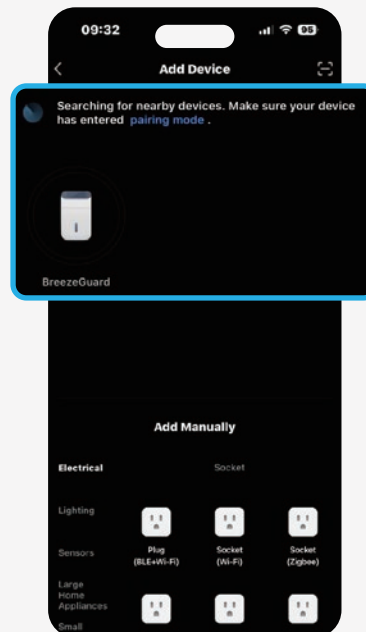 09:32
95
Add Device
Searching for nearby devices. Make sure your device
has entered pairing mode .
BreezeGuard
Add Manually
Electrical
Socket
Lighting
Sensors
Plug
(BLE+Wi-Fi)
Socket
(Wi-Fi)
Socket
(Zigbee)
Large
Home
Appliances
Small